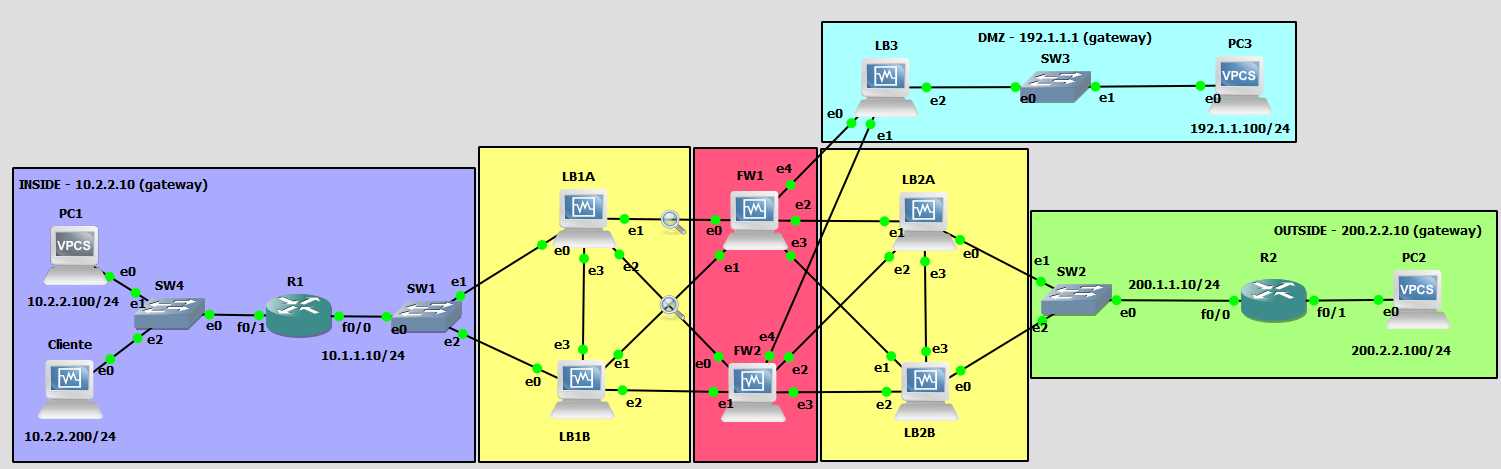 DMZ - 192.1.1.1 (gateway)
LB3
SW3
PC3
VPCS
e2
e0
e1
e0
192.1.1.100/24
e0
e1
INSIDE - 10.2.2.10 (gateway)
PC1
VPCS
e0
10.2.2.100/24
SW4
e1
e0
e2
Cliente
e0
10.2.2.200/24
R1
f0/1
f0/0
10.1.1.10/24
SW1
e0
e1
e2
LB1A
e0
e1
e2
e3
LB1B
e3
e1
e0
e2
FW1
e4
e2
e0
e3
e1
FW2
e4
e0
e2
e1
e3
LB2A
e1
e0
e2
e3
LB2B
e3
e1
e0
e2
OUTSIDE - 200.2.2.10 (gateway)
SW2
e1
e0
e2
200.1.1.10/24
R2
f0/0
f0/1
PC2
VPCS
e0
200.2.2.100/24